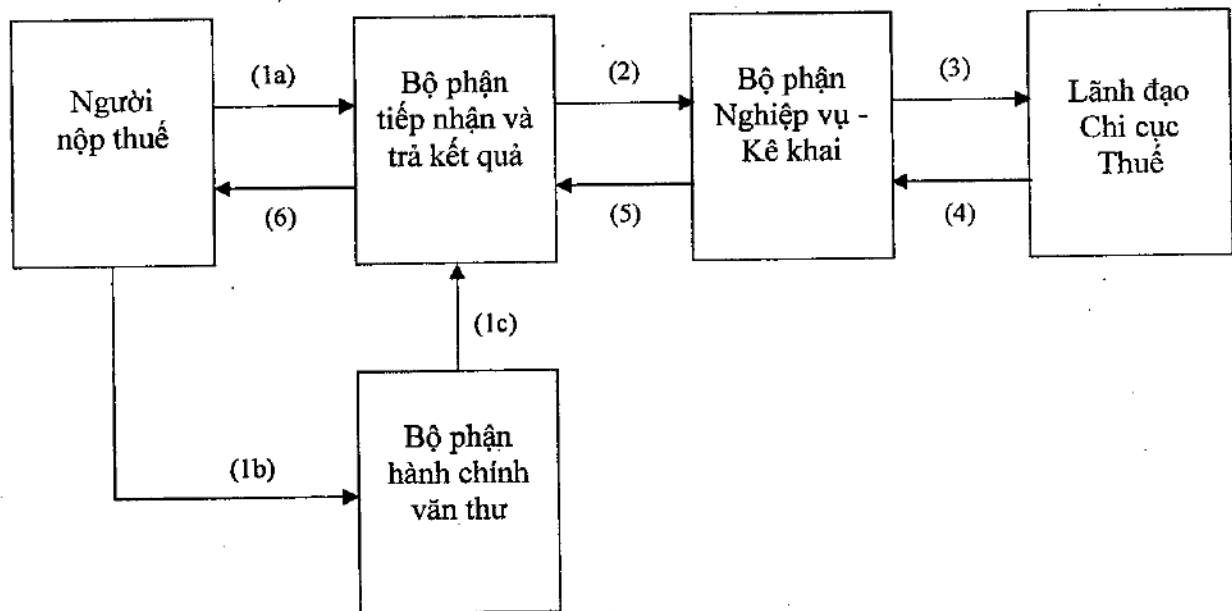 Người
nộp thuế
(1a)
(6)
Bộ phận
tiếp nhận và
trả kết quả
(2)
(5)
Bộ phận
Nghiệp vụ -
Kê khai
(3)
(4)
Lãnh đạo
Chi cục
Thuế
(1c)
(1b)
Bộ phận
hành chính
văn thư